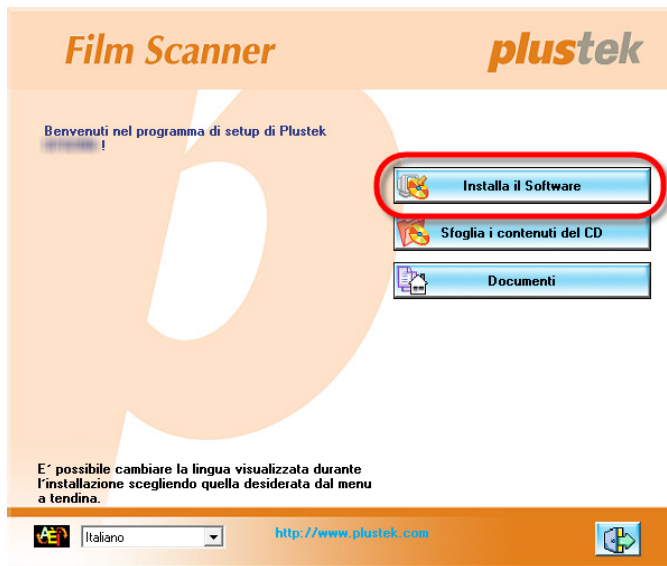 Film Scanner
plustek
Benvenuti nel programma di setup di Plustek
!
Installa il Software
Sfoglia i contenuti del CD
Documenti
E´ possibile cambiare la lingua visualizzata durante
l'installazione scegliendo quella desiderata dal menu
a tendina.
Italiano
http://www.plustek.com